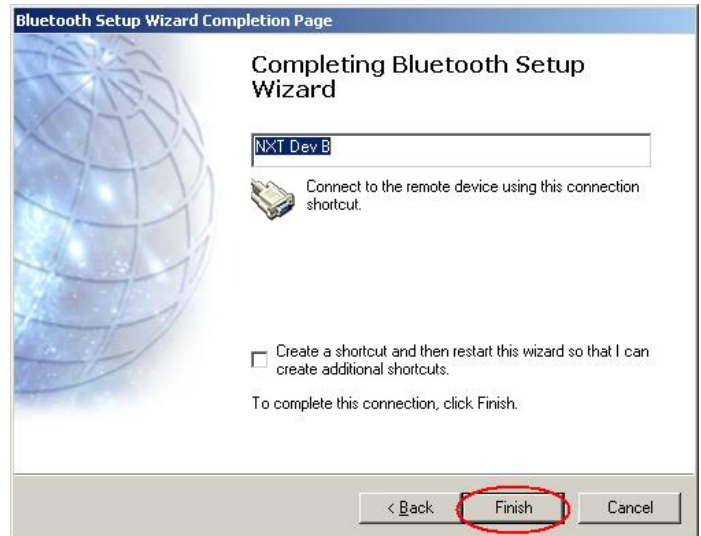 Bluetooth Setup Wizard Completion Page
Completing Bluetooth Setup
Wizard
NXT Dev B
Connect to the remote device using this connection
shortcut.
Create a shortcut and then restart this wizard so that I can
create additional shortcuts.
To complete this connection, click Finish.
< Back
Finish
Cancel